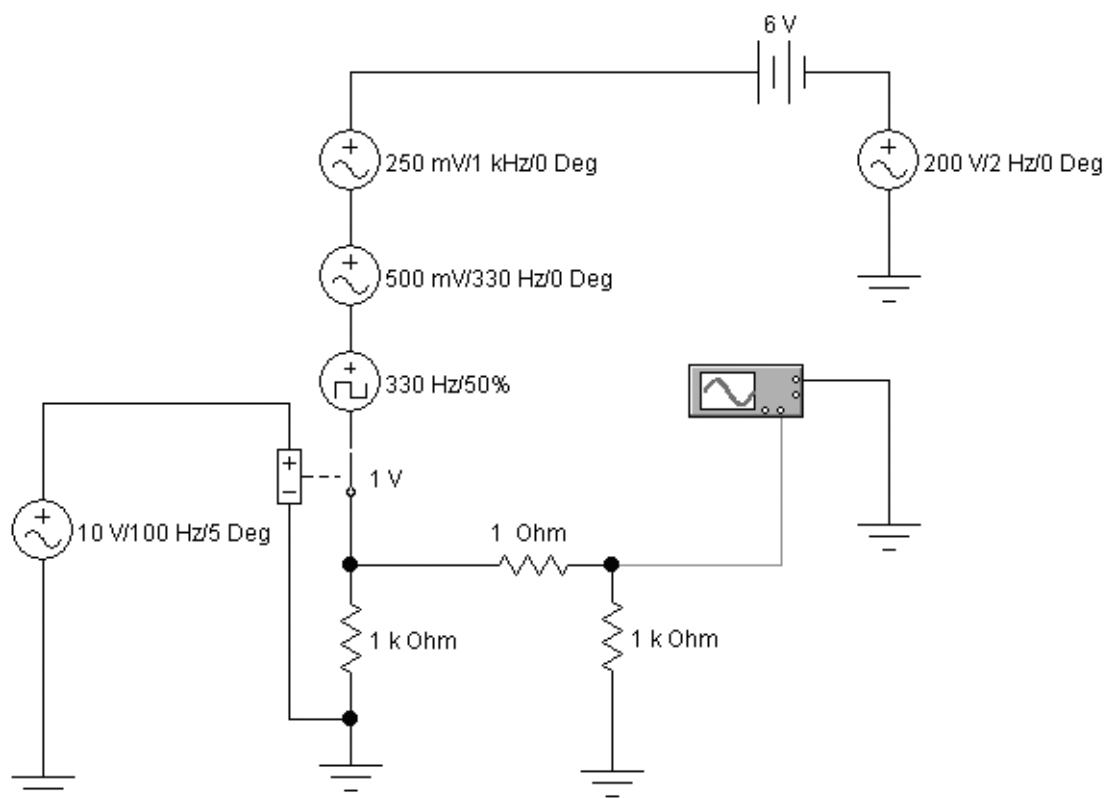 6 V
250 mV/1 kHz/0 Deg
200 V/2 Hz/0 Deg
500 mV/330 Hz/0 Deg
330 Hz/50%
1 V
10 V/100 Hz/5 Deg
1 Ohm
1 k Ohm
1 k Ohm